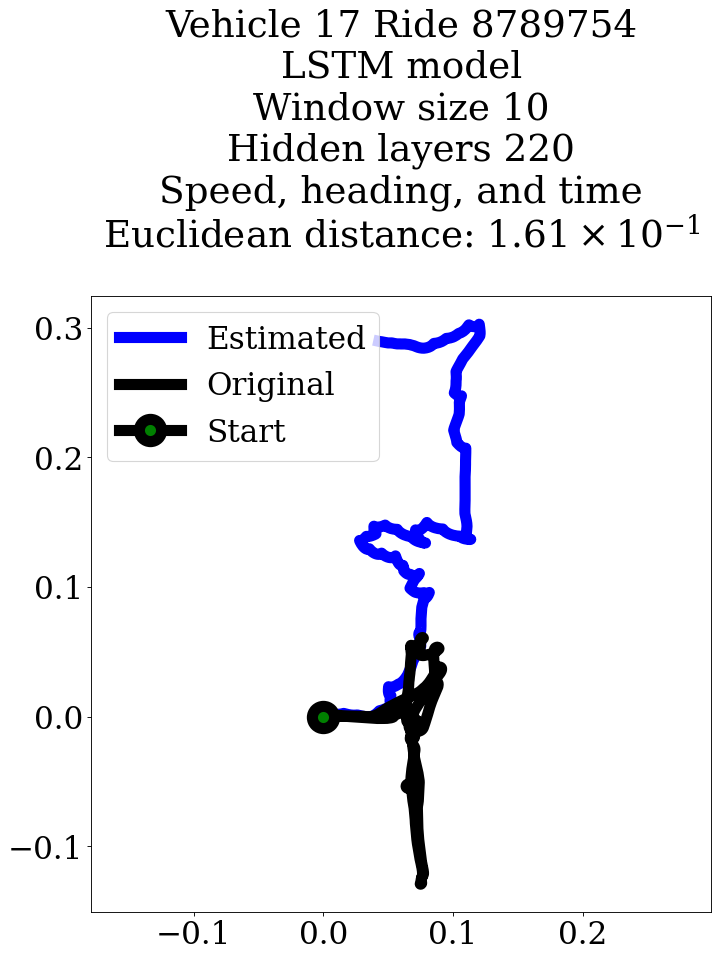 Vehicle 17 Ride 8789754
LSTM model
Window size 10
Hidden layers 220
Speed, heading, and time
Euclidean distance: 1.61 × 10⁻¹
Estimated
Original
Start
0.3
0.2
0.1
0.0
−0.1
−0.1
0.0
0.1
0.2